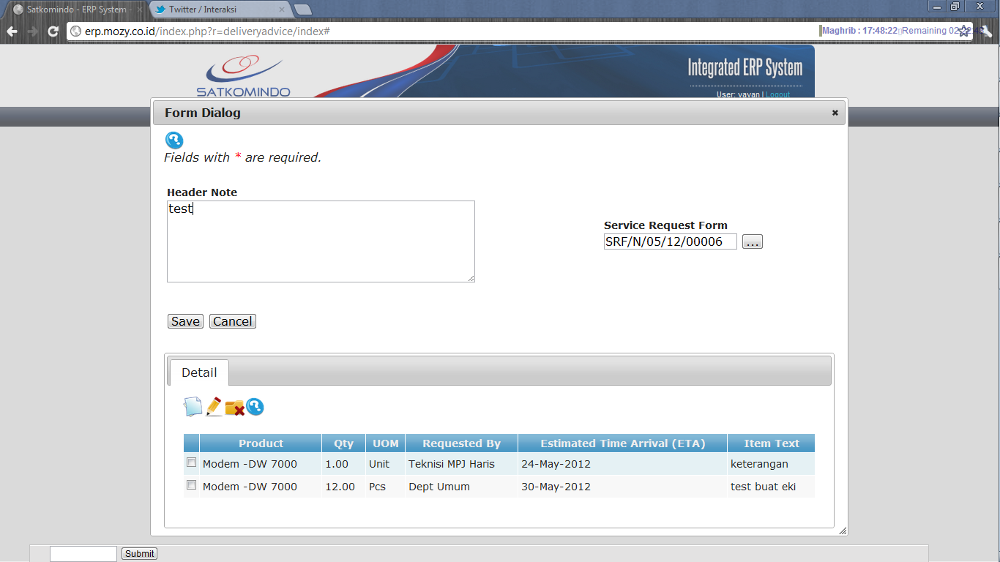 Satkomindo - ERP System -
Twitter / Interaksi
erp.mozy.co.id/index.php?r=deliveryadvice/index#
Maghrib : 17:48:22 Remaining
SATKOMINDO
Integrated ERP System
User: yayan | Logout
Form Dialog
Fields with * are required.
Header Note
test
Service Request Form
SRF/N/05/12/00006 ...
Save Cancel
Detail
Product Qty UOM Requested By Estimated Time Arrival (ETA) Item Text
Modem -DW 7000 1.00 Unit Teknisi MPJ Haris 24-May-2012 keterangan
Modem -DW 7000 12.00 Pcs Dept Umum 30-May-2012 test buat eki
Submit